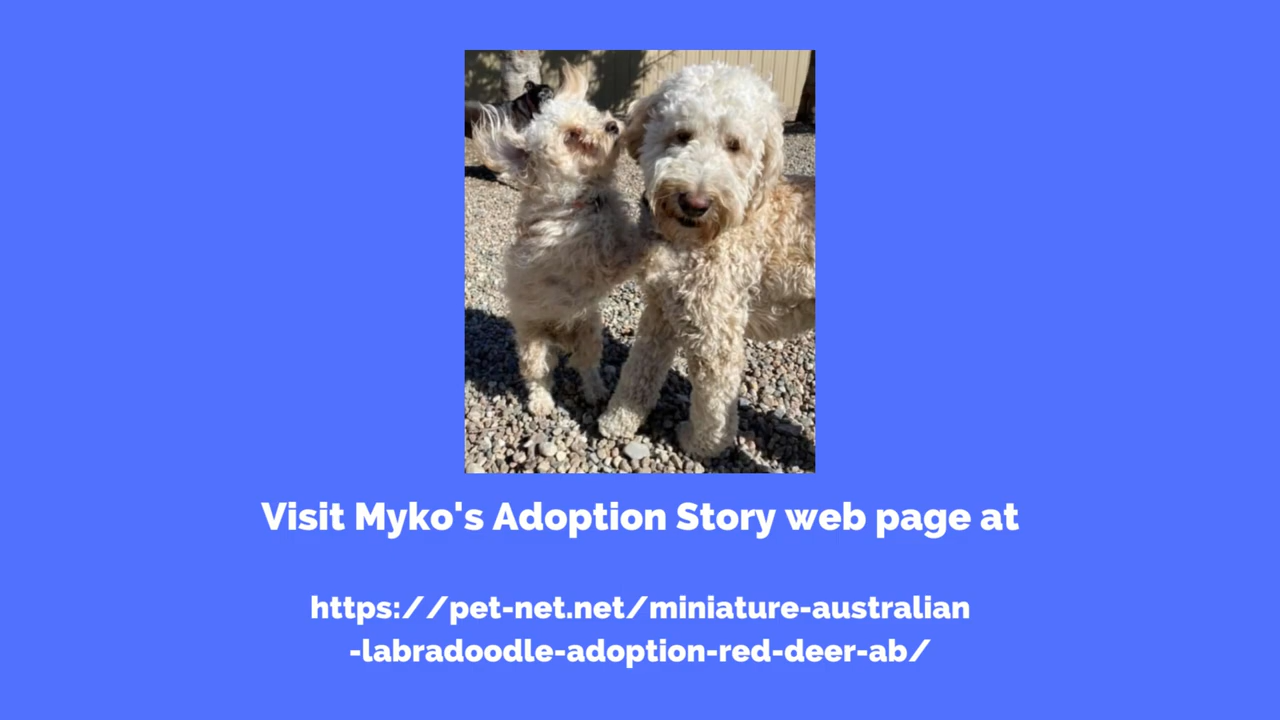 Visit Myko's Adoption Story web page at
https://pet-net.net/miniature-australian
-labradoodle-adoption-red-deer-ab/